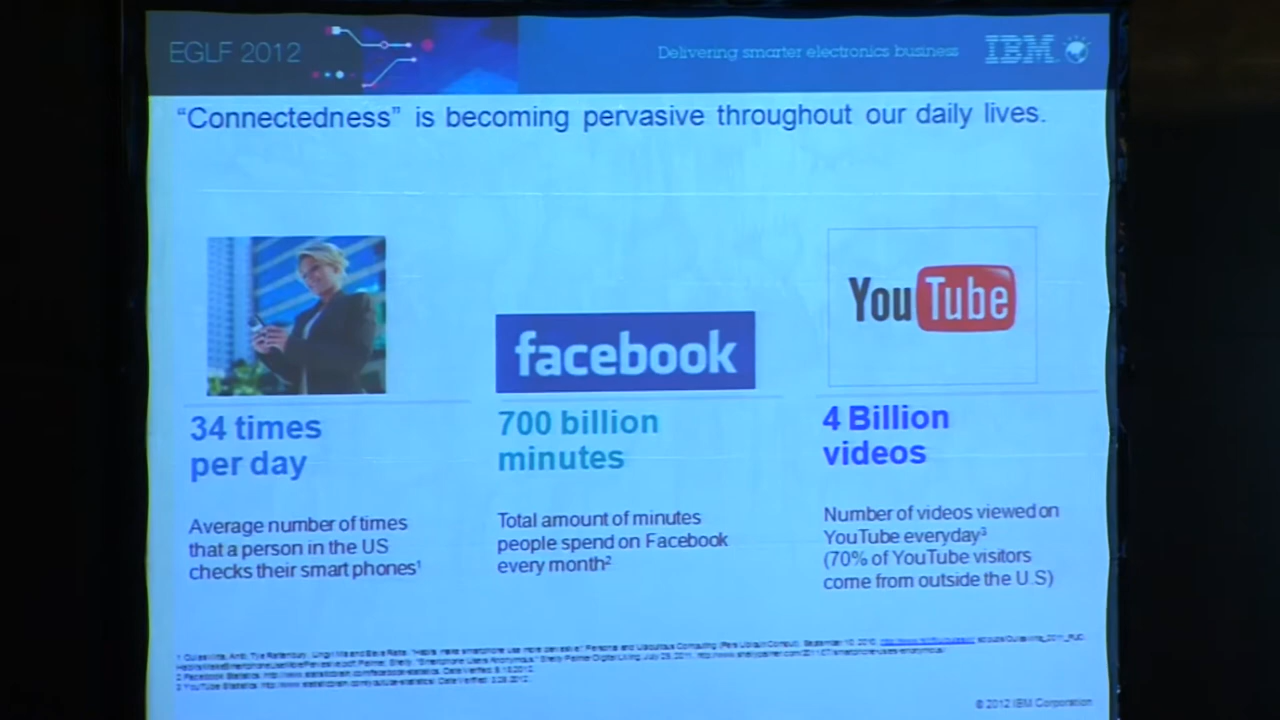 EGLF 2012
Delivering smarter electronics business
IBM
“Connectedness” is becoming pervasive throughout our daily lives.
facebook
YouTube
34 times
per day
Average number of times
that a person in the US
checks their smart phones¹
700 billion
minutes
Total amount of minutes
people spend on Facebook
every month²
4 Billion
videos
Number of videos viewed on
YouTube everyday³
(70% of YouTube visitors
come from outside the U.S)
© 2012 IBM Corporation